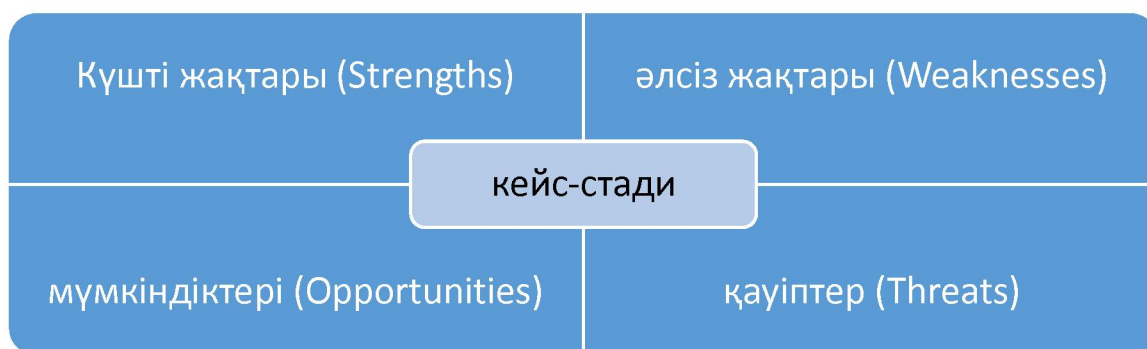 Күшті жақтары (Strengths)
әлсіз жақтары (Weaknesses)
кейс-стади
мүмкіндіктері (Opportunities)
қауіптер (Threats)